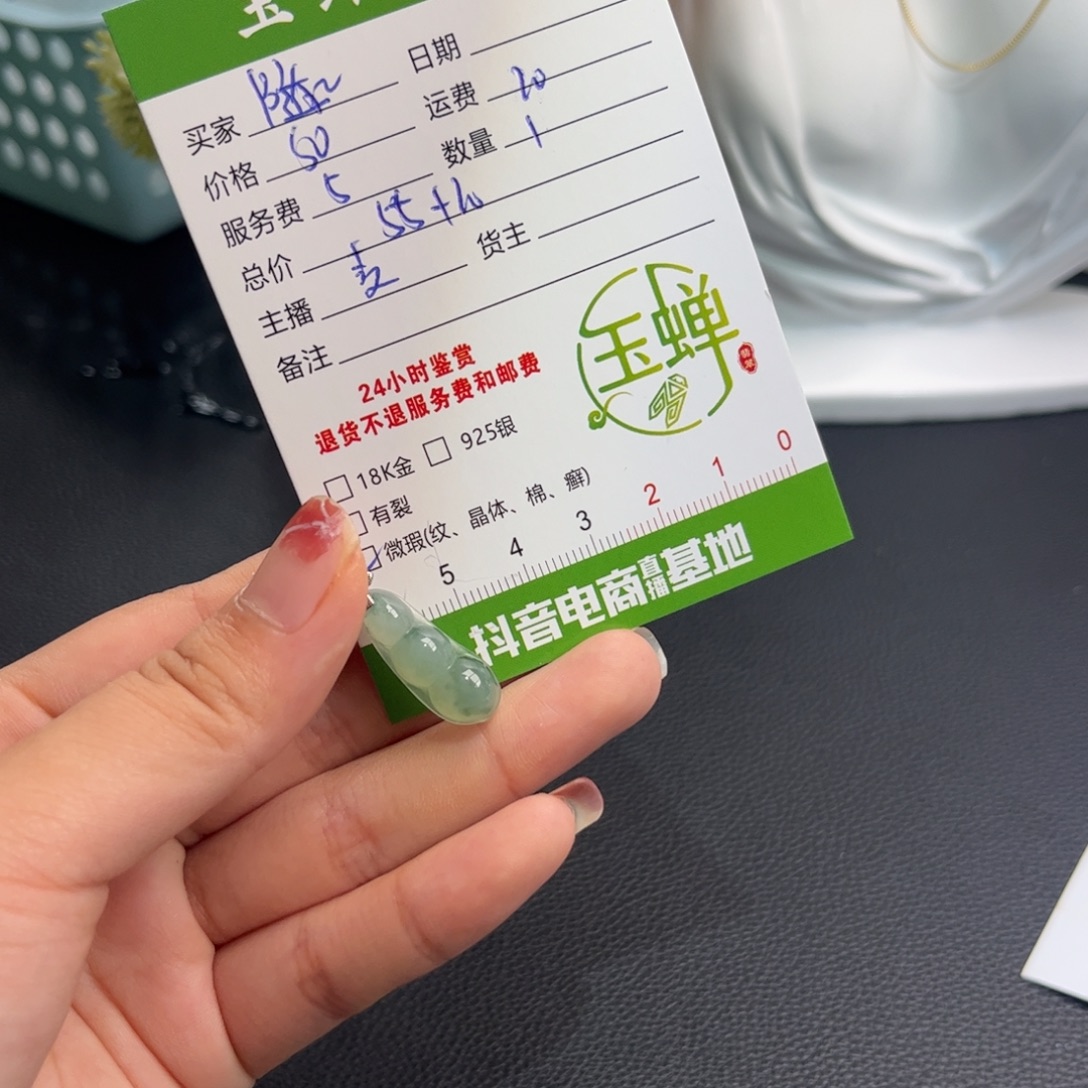 玉
买家 日期
价格 50 运费 10
服务费 5 数量 1
总价 55+10
主播 货主
备注
24小时鉴赏
退货不退服务费和邮费
玉蝉
18K金 925银
有裂
微瑕(纹、晶体、棉、癣)
5 4 3 2 1 0
抖音电商直播基地